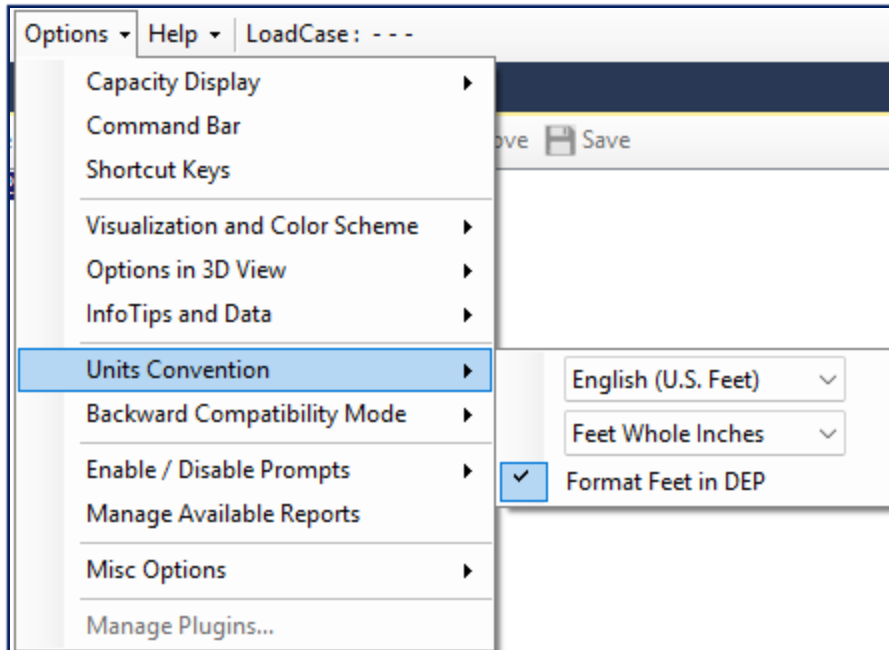 Options Help LoadCase: - - -
Capacity Display
Command Bar
Save
Shortcut Keys
Visualization and Color Scheme
Options in 3D View
InfoTips and Data
Units Convention
English (U.S. Feet)
Backward Compatibility Mode
Feet Whole Inches
Enable / Disable Prompts
Format Feet in DEP
Manage Available Reports
Misc Options
Manage Plugins...